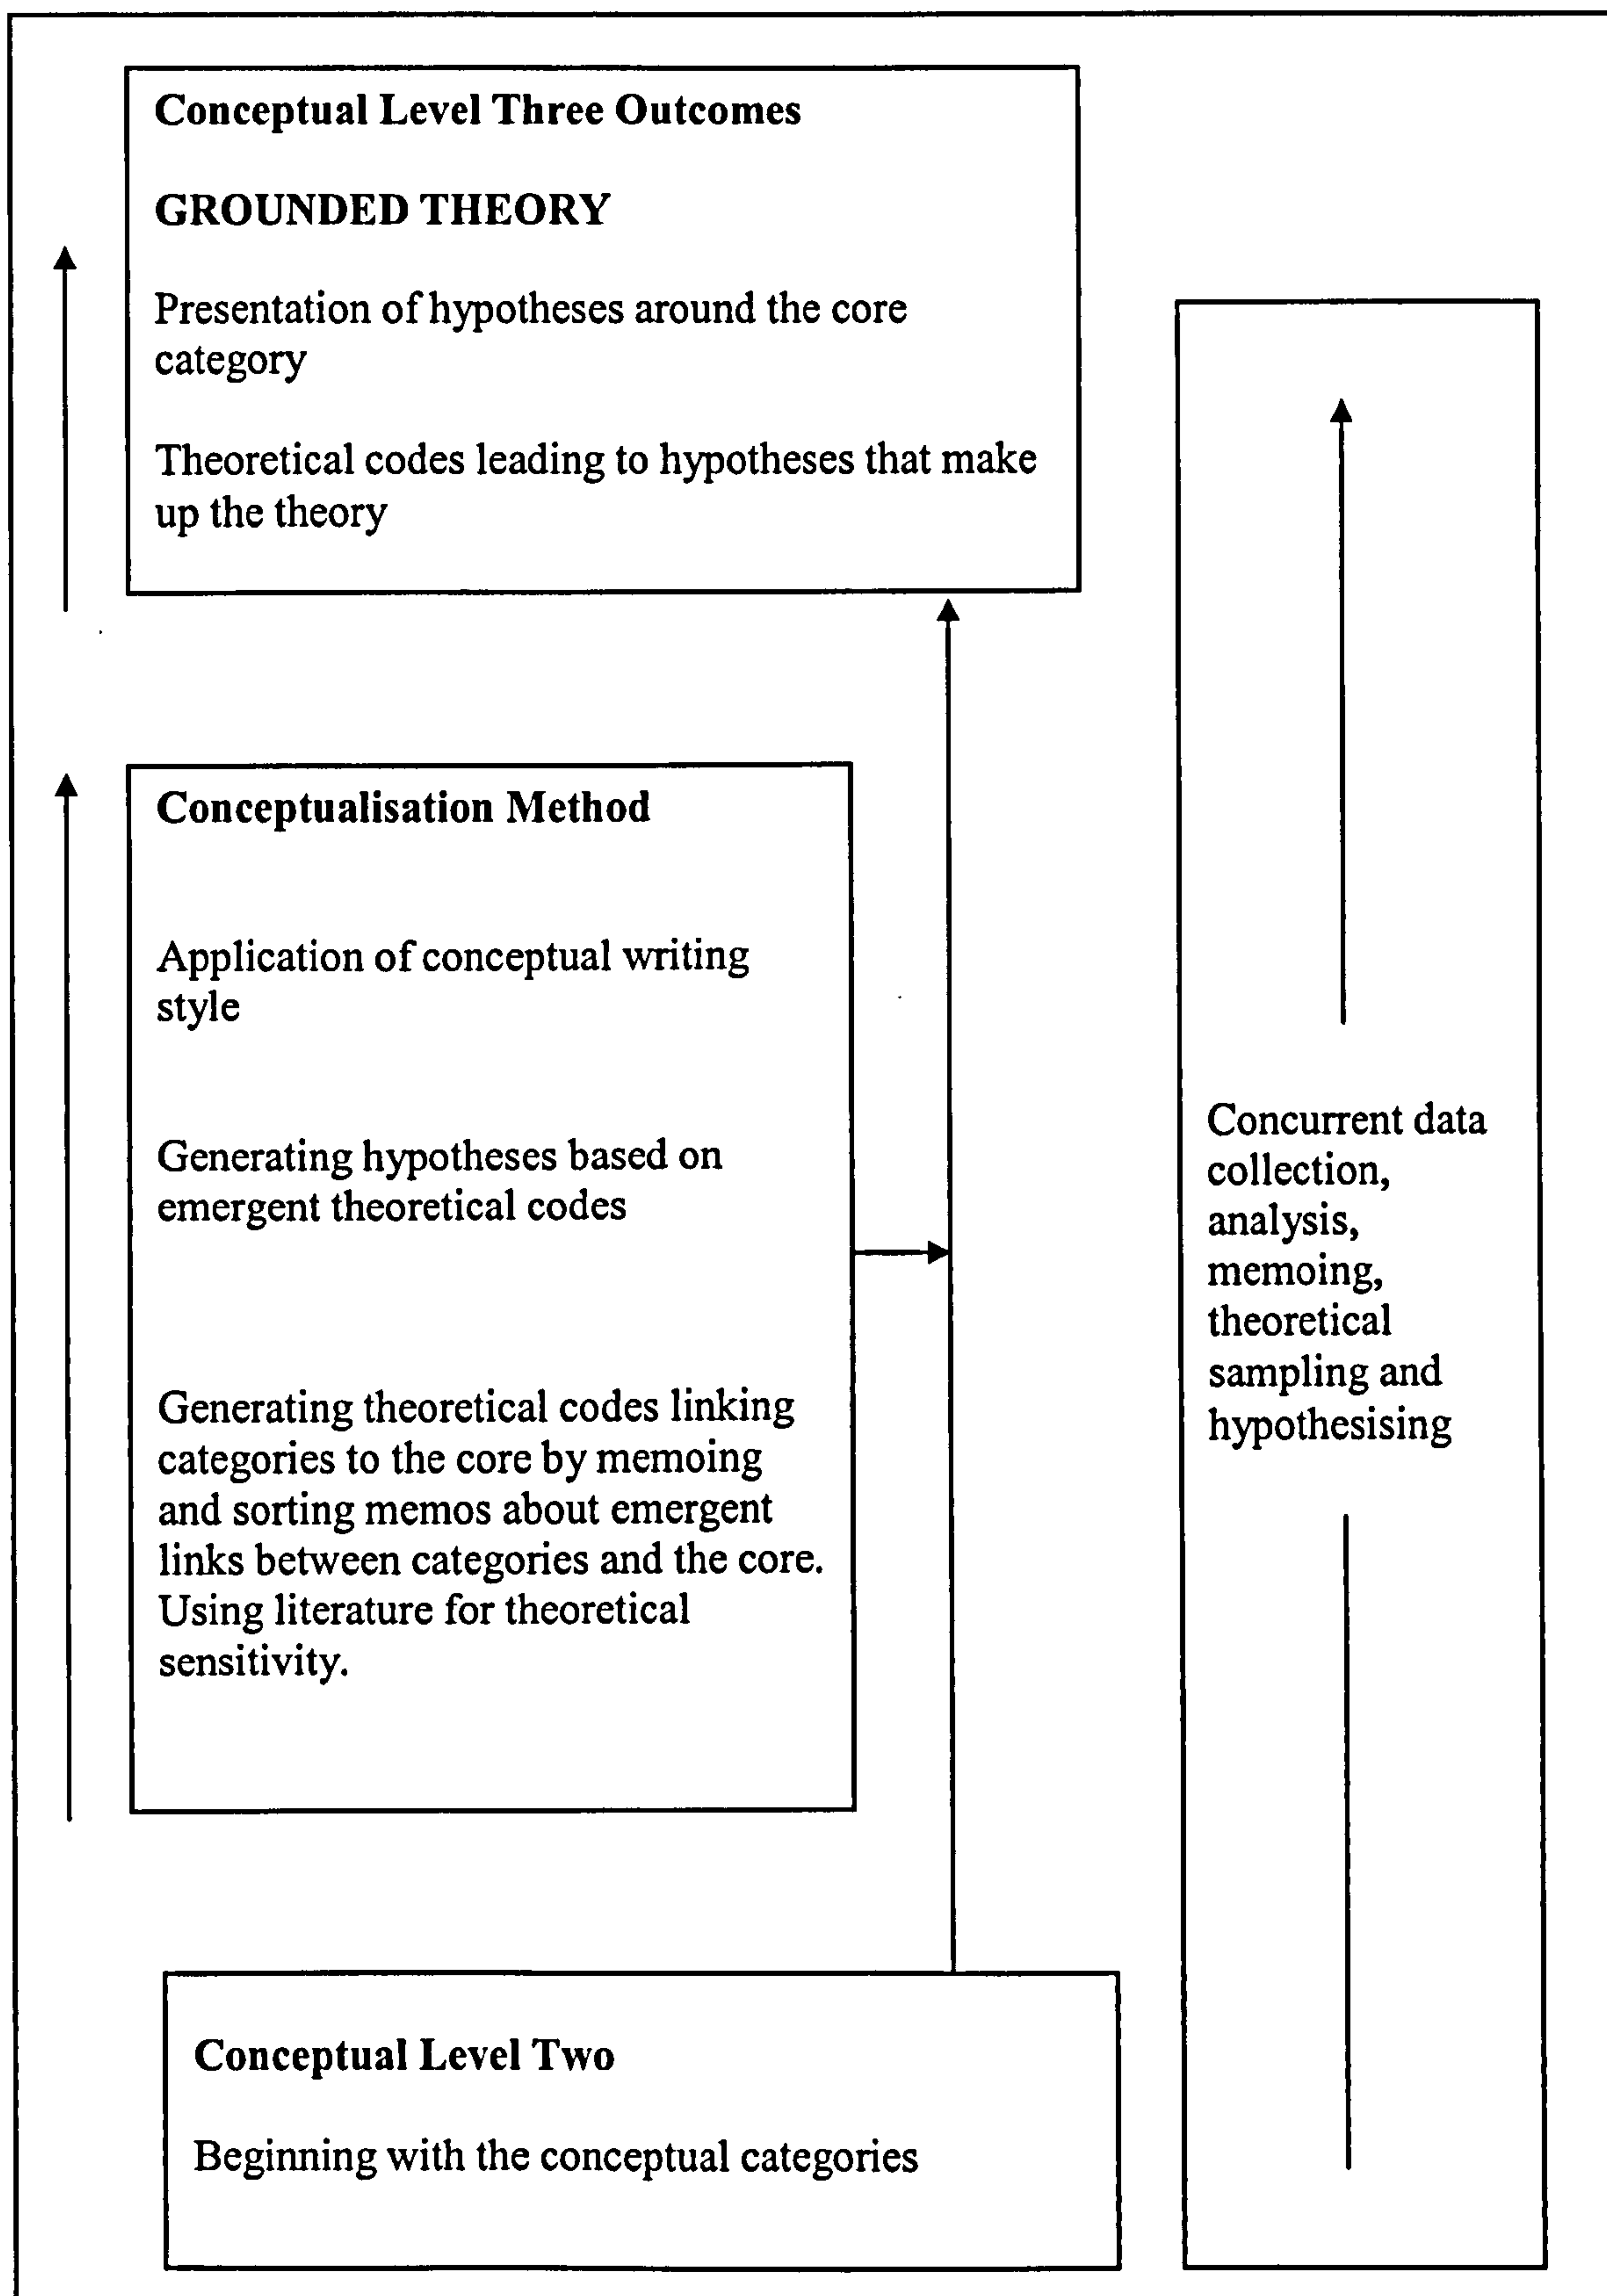 Conceptual Level Three Outcomes
GROUNDED THEORY
Presentation of hypotheses around the core
category
Theoretical codes leading to hypotheses that make
up the theory
Conceptualisation Method
Application of conceptual writing
style
Generating hypotheses based on
emergent theoretical codes
Generating theoretical codes linking
categories to the core by memoing
and sorting memos about emergent
links between categories and the core.
Using literature for theoretical
sensitivity.
Concurrent data
collection,
analysis,
memoing,
theoretical
sampling and
hypothesising
Conceptual Level Two
Beginning with the conceptual categories